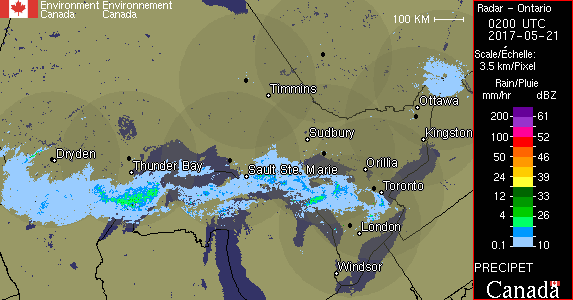 Environment Environnement
Canada Canada
100 KM
Timmins
Ottawa
Sudbury
Kingston
Dryden
Thunder Bay
Sault Ste. Marie
Orillia
Toronto
London
Windsor
Radar - Ontario
0200 UTC
2017-05-21
Scale/Échelle:
3.5 km/Pixel
Rain/Pluie
mm/hr dBZ
200 61
100 52
50 46
24 39
12 33
4 26
0.1 10
PRECIPET
Canada